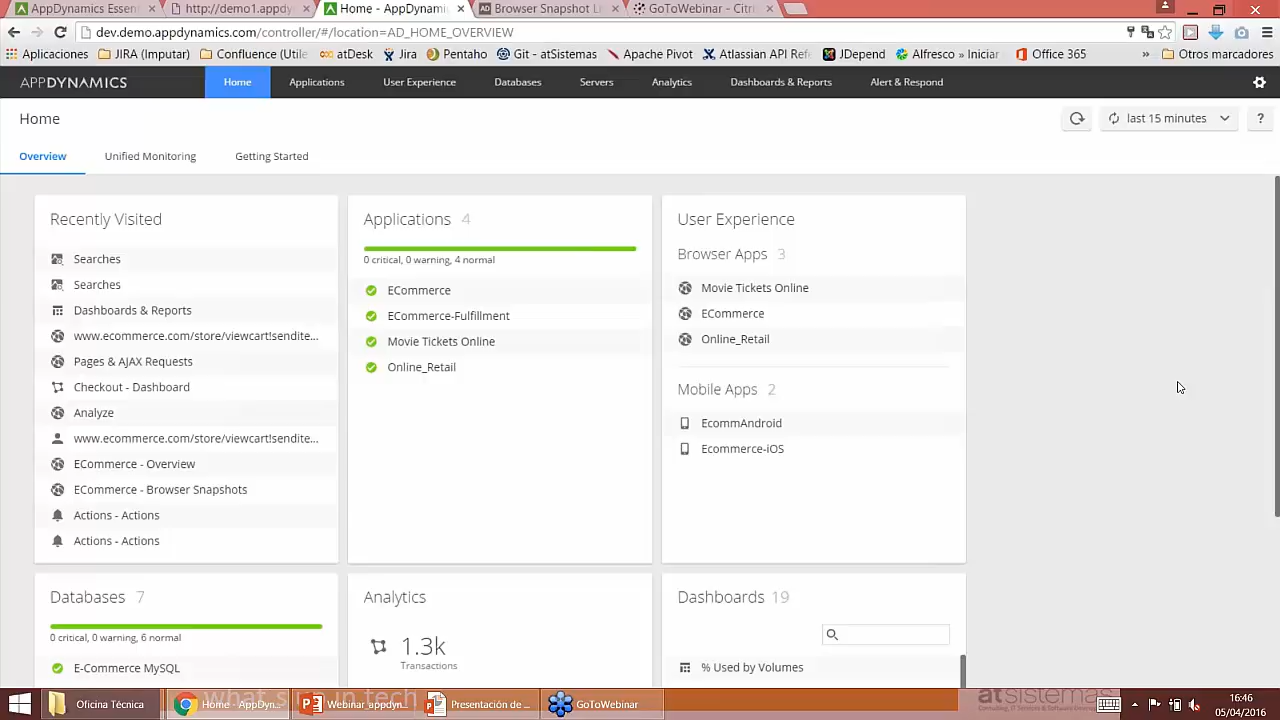 AppDynamics Essen
http://demo1.appdy
Home - AppDynami
Browser Snapshot L
GoToWebinar - Citri
dev.demo.appdynamics.com/controller/#/location=AD_HOME_OVERVIEW
Aplicaciones
JIRA (Imputar)
Confluence (Utile
atDesk
Jira
Pentaho
Git - atSistemas
Apache Pivot
Atlassian API Ref
JDepend
Alfresco » Iniciar
Office 365
»
Otros marcadores
APPDYNAMICS
Home
Applications
User Experience
Databases
Servers
Analytics
Dashboards & Reports
Alert & Respond
Home
last 15 minutes
?
Overview
Unified Monitoring
Getting Started
Recently Visited
Searches
Searches
Dashboards & Reports
www.ecommerce.com/store/viewcart!sendite...
Pages & AJAX Requests
Checkout - Dashboard
Analyze
www.ecommerce.com/store/viewcart!sendite...
ECommerce - Overview
ECommerce - Browser Snapshots
Actions - Actions
Actions - Actions
Applications 4
0 critical, 0 warning, 4 normal
ECommerce
ECommerce-Fulfillment
Movie Tickets Online
Online_Retail
User Experience
Browser Apps 3
Movie Tickets Online
ECommerce
Online_Retail
Mobile Apps 2
EcommAndroid
Ecommerce-iOS
Databases 7
0 critical, 0 warning, 6 normal
E-Commerce MySQL
Analytics
1.3k
Transactions
Dashboards 19
% Used by Volumes
Oficina Técnica
Home - AppDyn...
Webinar_appdyn...
Presentación de ...
GoToWebinar
what's up in tech
atsistemas
16:46
05/04/2016